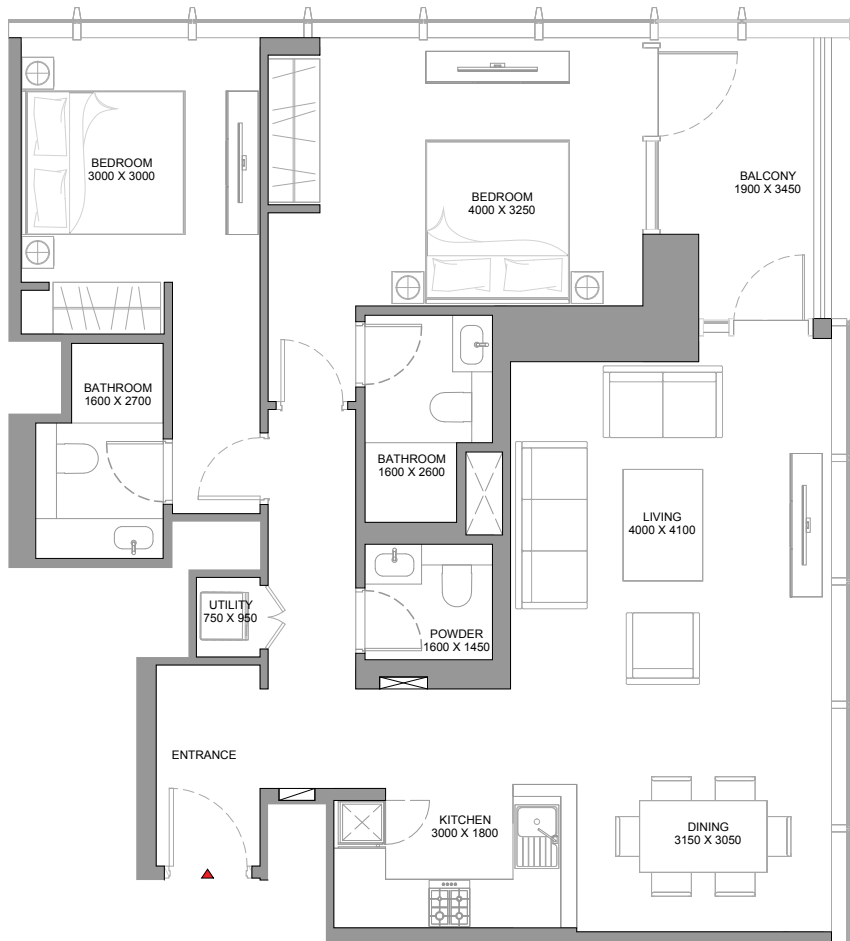 BEDROOM
3000 X 3000
BEDROOM
4000 X 3250
BALCONY
1900 X 3450
BATHROOM
1600 X 2700
BATHROOM
1600 X 2600
LIVING
4000 X 4100
UTILITY
750 X 950
POWDER
1600 X 1450
ENTRANCE
KITCHEN
3000 X 1800
DINING
3150 X 3050